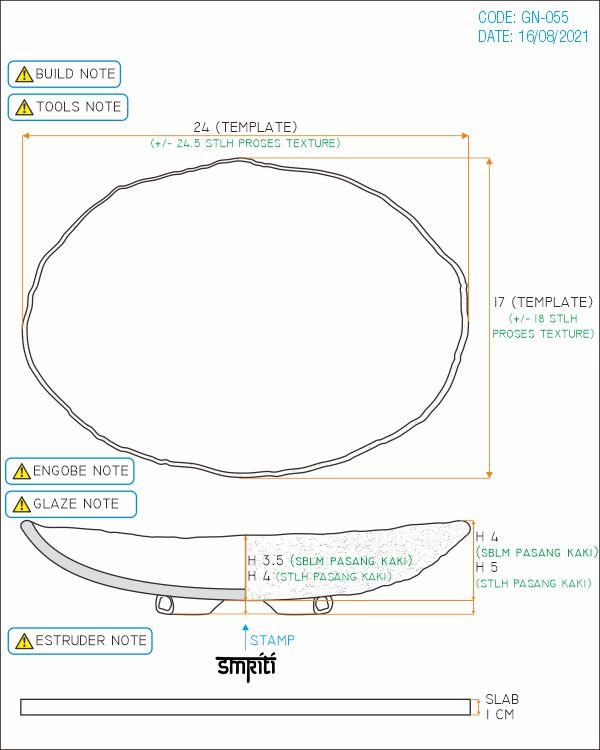 CODE: GN-055
DATE: 16/08/2021
BUILD NOTE
TOOLS NOTE
24 (TEMPLATE)
(+/- 24.5 STLH PROSES TEXTURE)
17 (TEMPLATE)
(+/- 18 STLH
PROSES TEXTURE)
ENGOBE NOTE
GLAZE NOTE
H 3.5 (SBLM PASANG KAKI)
H 4 (STLH PASANG KAKI)
H 4
(SBLM PASANG KAKI)
H 5
(STLH PASANG KAKI)
ESTRUDER NOTE
STAMP
smriti
SLAB
1 CM